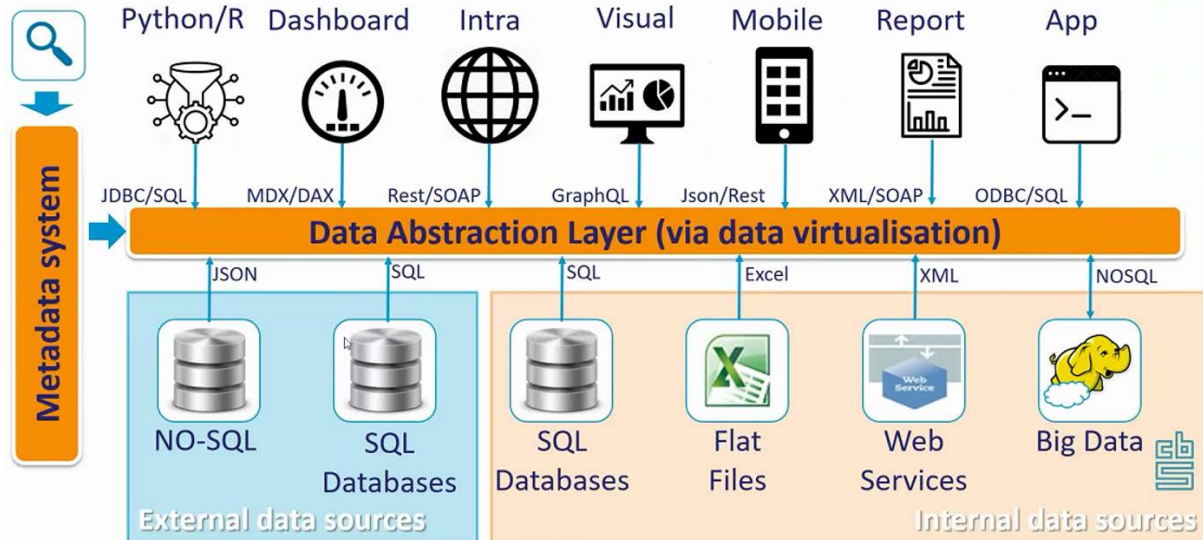 Python/R
Dashboard
Intra
Visual
Mobile
Report
App
JDBC/SQL
MDX/DAX
Rest/SOAP
GraphQL
Json/Rest
XML/SOAP
ODBC/SQL
Metadata system
Data Abstraction Layer (via data virtualisation)
JSON
SQL
SQL
Excel
XML
NOSQL
Web
Service
NO-SQL
SQL
Databases
SQL
Databases
Flat
Files
Web
Services
Big Data
cbs
External data sources
Internal data sources